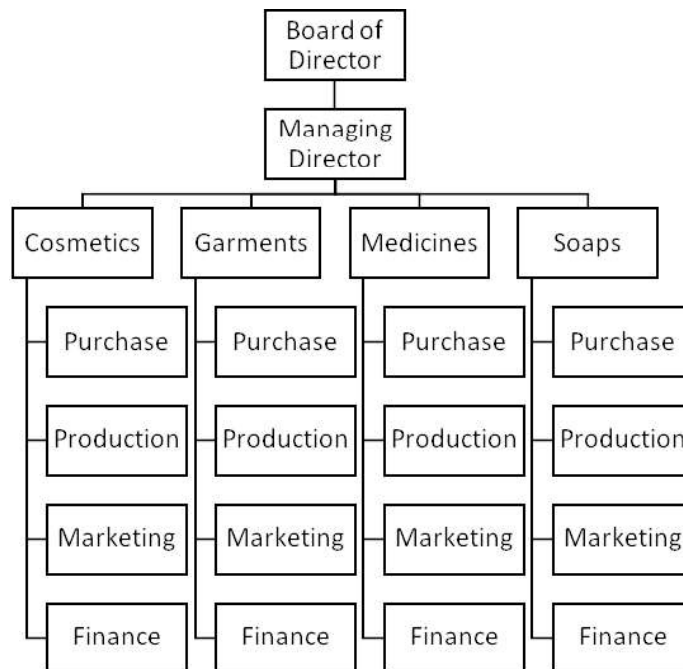 Board of
Director
Managing
Director
Cosmetics
Garments
Medicines
Soaps
Purchase
Purchase
Purchase
Purchase
Production
Production
Production
Production
Marketing
Marketing
Marketing
Marketing
Finance
Finance
Finance
Finance